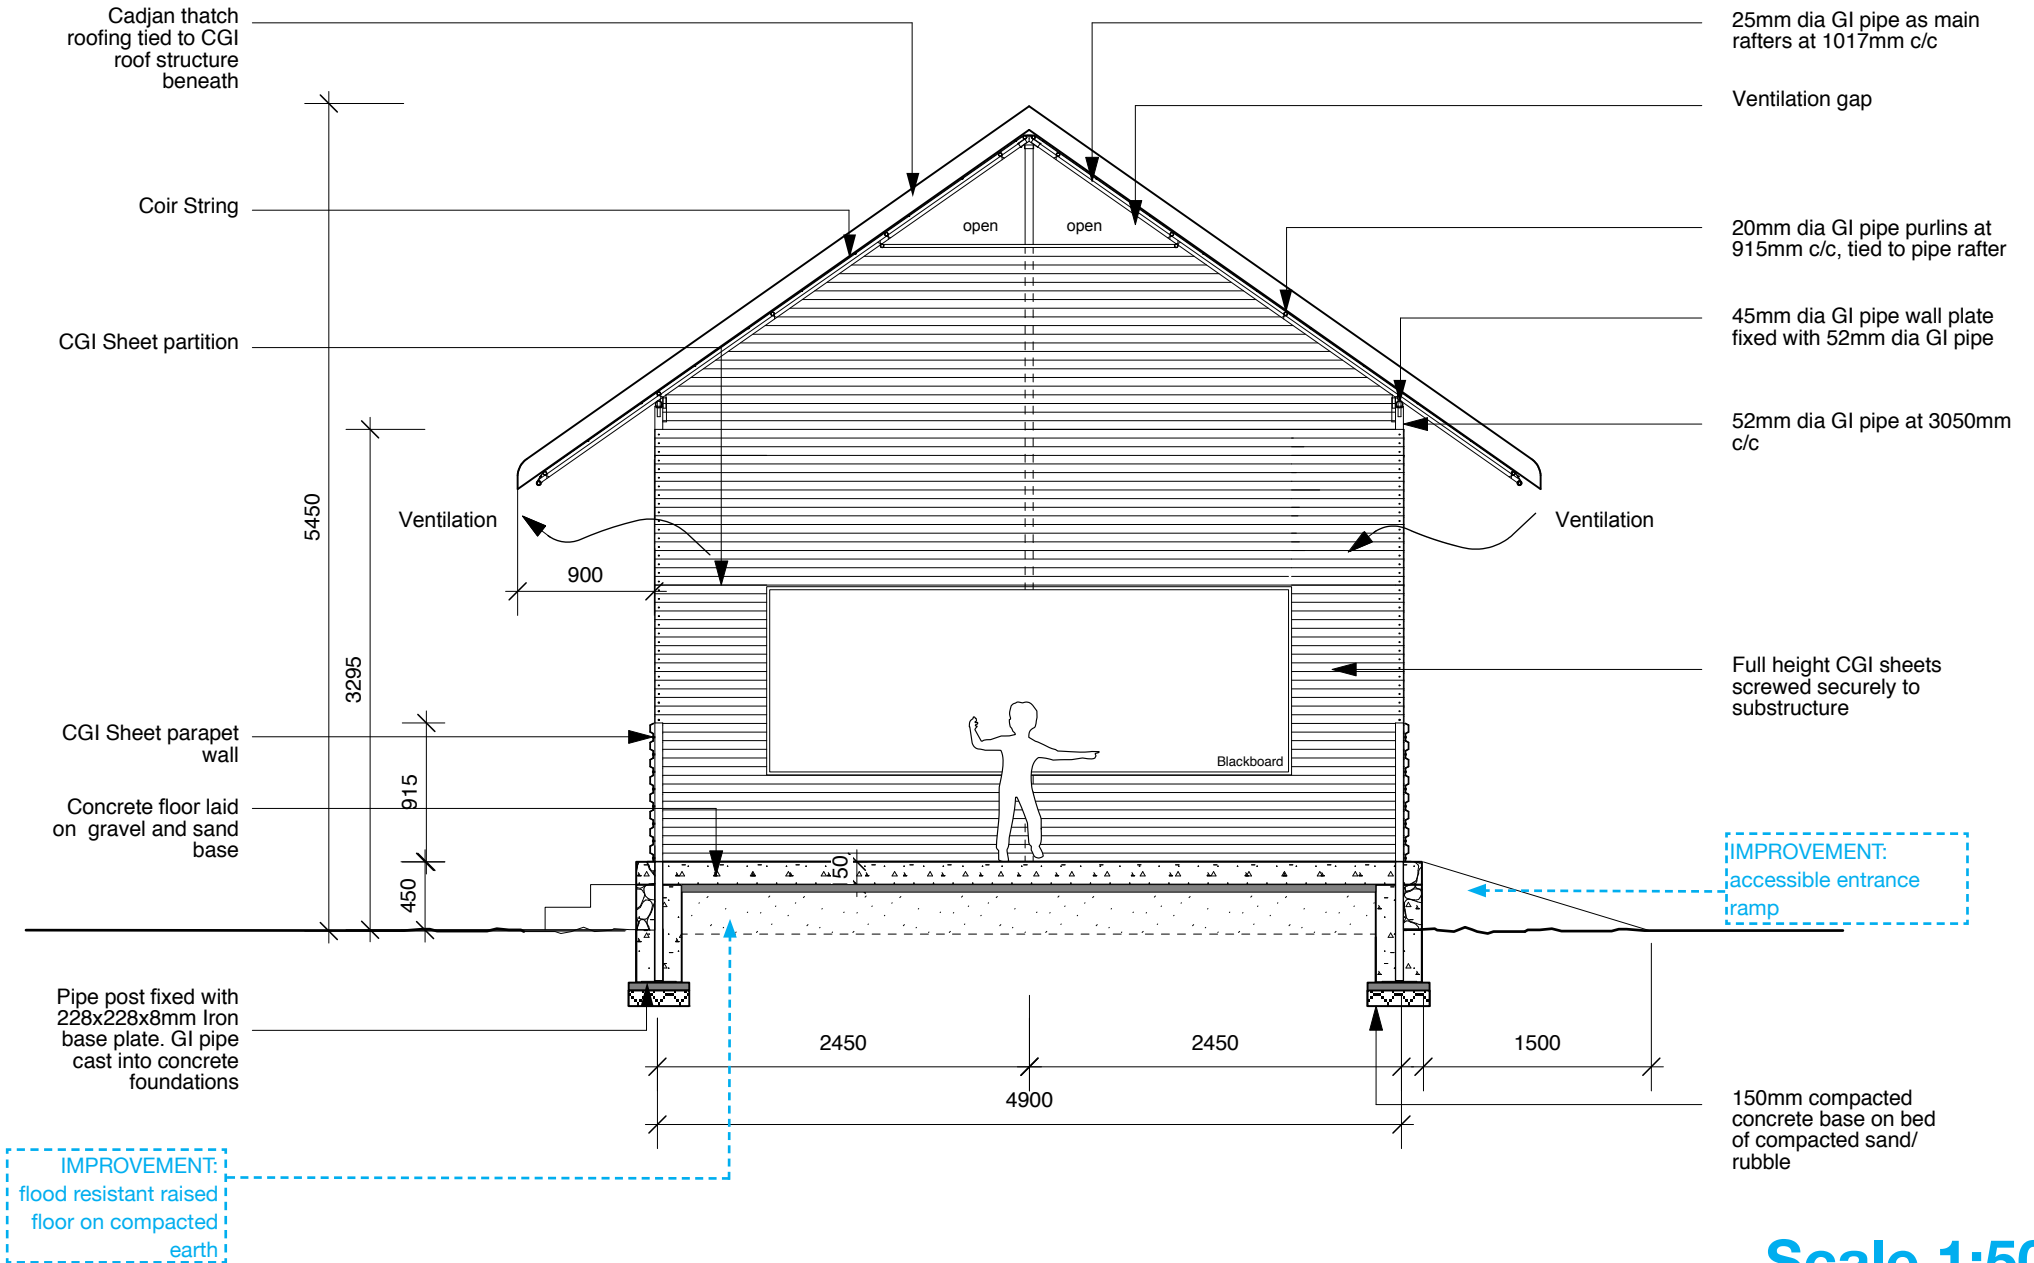 Cadjan thatch
roofing tied to CGI
roof structure
beneath
Coir String
CGI Sheet partition
CGI Sheet parapet
wall
Concrete floor laid
on gravel and sand
base
Pipe post fixed with
228x228x8mm Iron
base plate. GI pipe
cast into concrete
foundations
IMPROVEMENT:
flood resistant raised
floor on compacted
earth
5450
3295
915
450
900
Ventilation
open
open
Ventilation
Blackboard
150
2450
2450
1500
4900
25mm dia GI pipe as main
rafters at 1017mm c/c
Ventilation gap
20mm dia GI pipe purlins at
915mm c/c, tied to pipe rafter
45mm dia GI pipe wall plate
fixed with 52mm dia GI pipe
52mm dia GI pipe at 3050mm
c/c
Full height CGI sheets
screwed securely to
substructure
IMPROVEMENT:
accessible entrance
ramp
150mm compacted
concrete base on bed
of compacted sand/
rubble
Scale 1:50